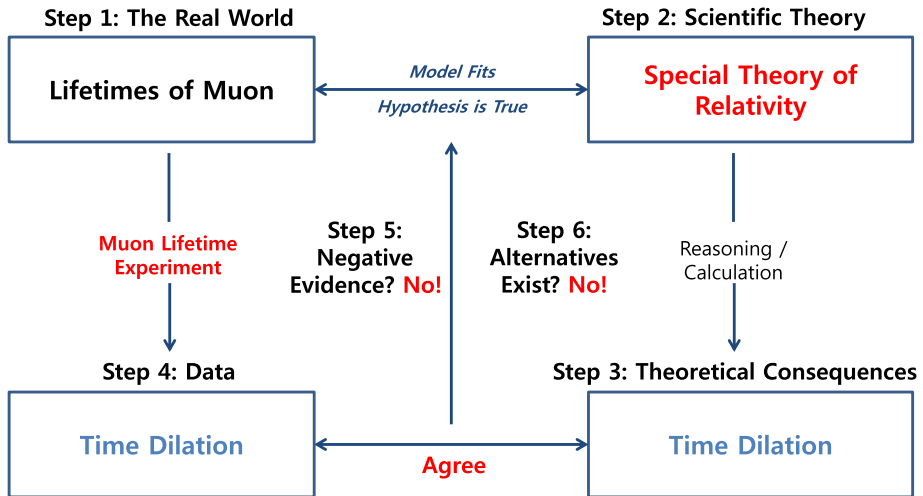 Step 1: The Real World
Step 2: Scientific Theory
Lifetimes of Muon
Model Fits
Hypothesis is True
Special Theory of
Relativity
Muon Lifetime
Experiment
Step 5:
Negative
Evidence? No!
Step 6:
Alternatives
Exist? No!
Reasoning /
Calculation
Step 4: Data
Step 3: Theoretical Consequences
Time Dilation
Agree
Time Dilation